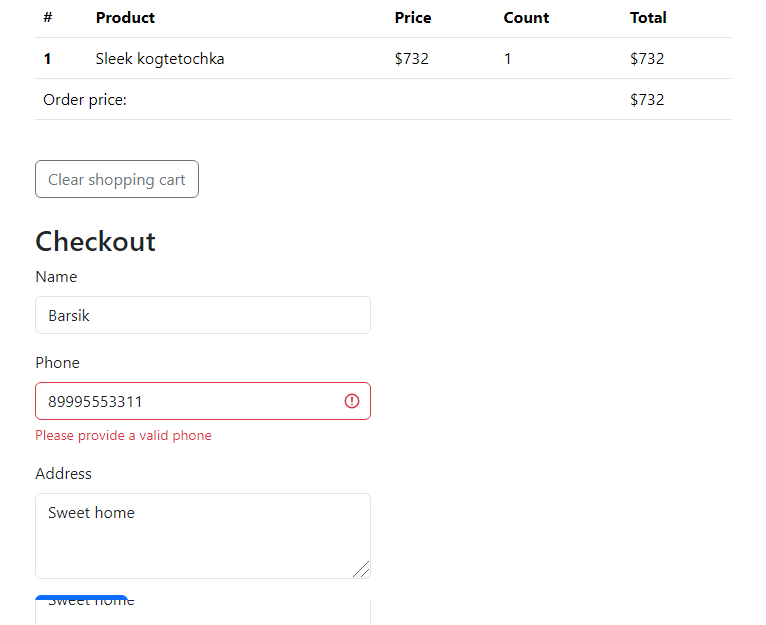 # Product Price Count Total
1 Sleek kogtetochka $732 1 $732
Order price: $732
Clear shopping cart
Checkout
Name
Barsik
Phone
89995553311
Please provide a valid phone
Address
Sweet home
Sweet home